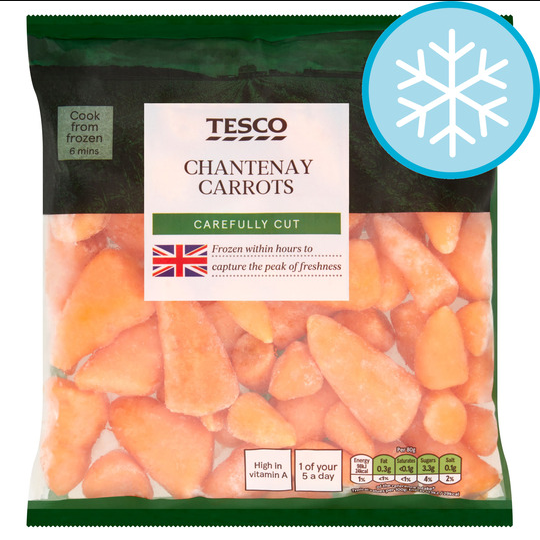 Cook
from
frozen
6 mins
TESCO
CHANTENAY
CARROTS
CAREFULLY CUT
Frozen within hours to
capture the peak of freshness
High in
vitamin A
1 of your
5 a day
Per 80g
Energy
Fat
Saturates
Sugars
Salt
0.3g
<0.1g
3.3g
0.1g
1%
<1%
<1%
4%
2%